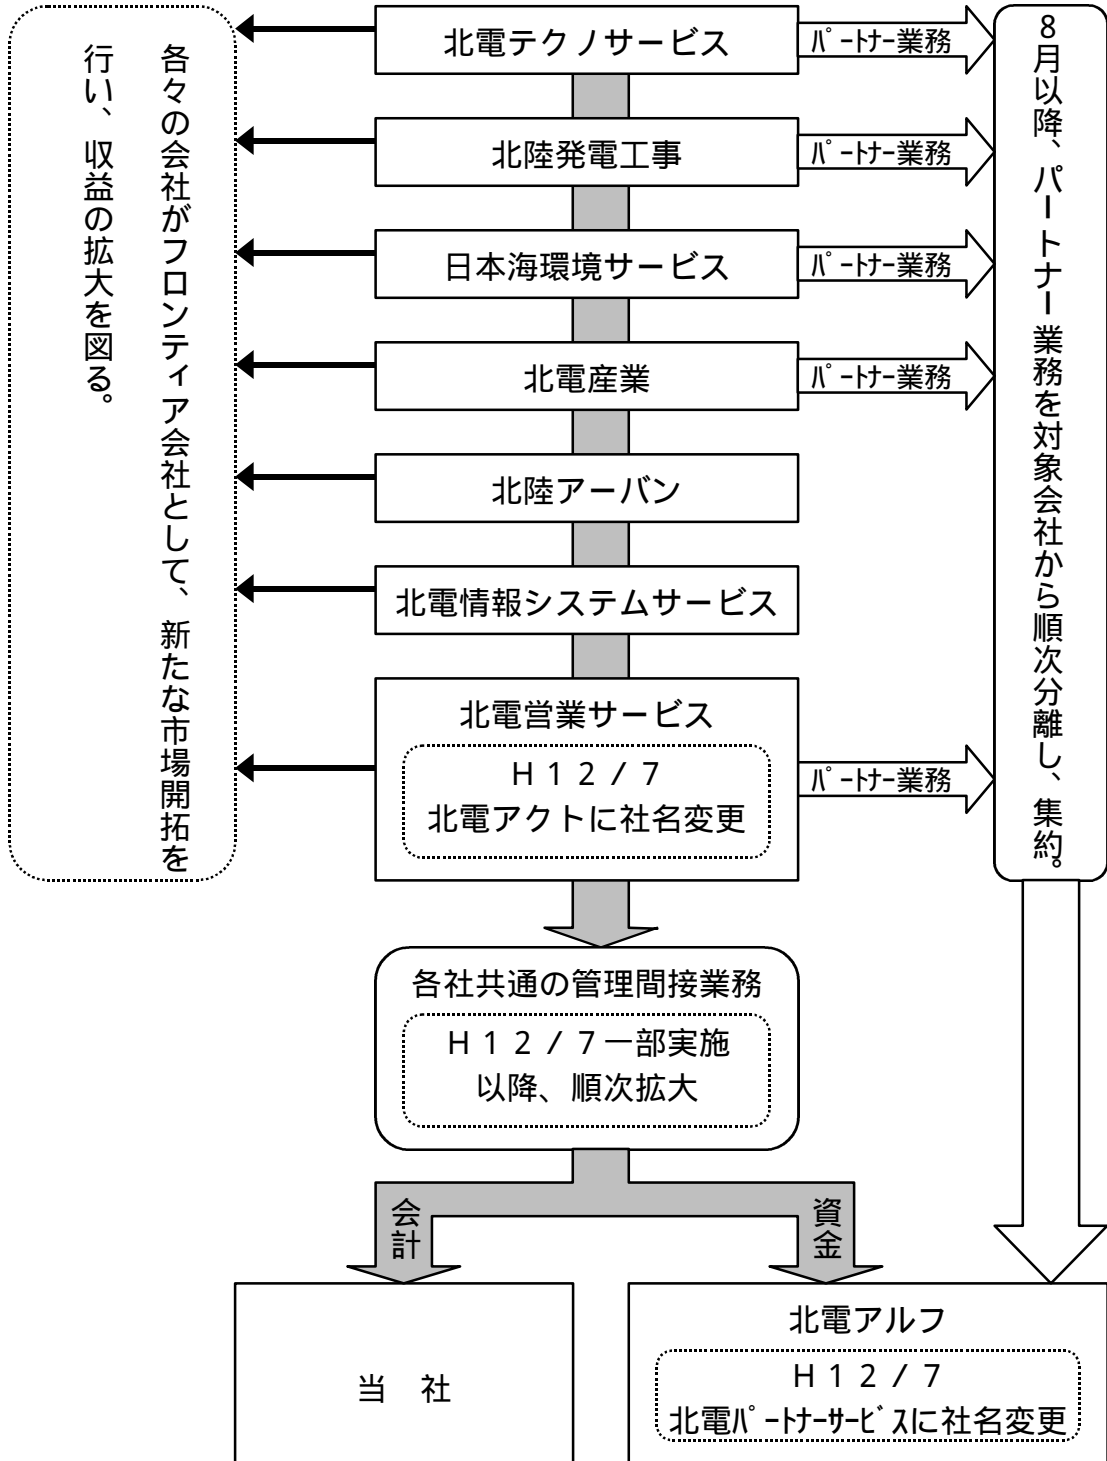 各々の会社がフロンティア会社として、新たな市場開拓を
行い、収益の拡大を図る。
北電テクノサービス
ﾊﾟｰﾄﾅｰ業務
北陸発電工事
ﾊﾟｰﾄﾅｰ業務
日本海環境サービス
ﾊﾟｰﾄﾅｰ業務
北電産業
ﾊﾟｰﾄﾅｰ業務
北陸アーバン
北電情報システムサービス
北電営業サービス
Ｈ１２／７
北電アクトに社名変更
ﾊﾟｰﾄﾅｰ業務
8月以降、パートナー業務を対象会社から順次分離し、集約。
各社共通の管理間接業務
Ｈ１２／７一部実施
以降、順次拡大
会計
資金
当　社
北電アルフ
Ｈ１２／７
北電ﾊﾟｰﾄﾅｰｻｰﾋﾞｽに社名変更